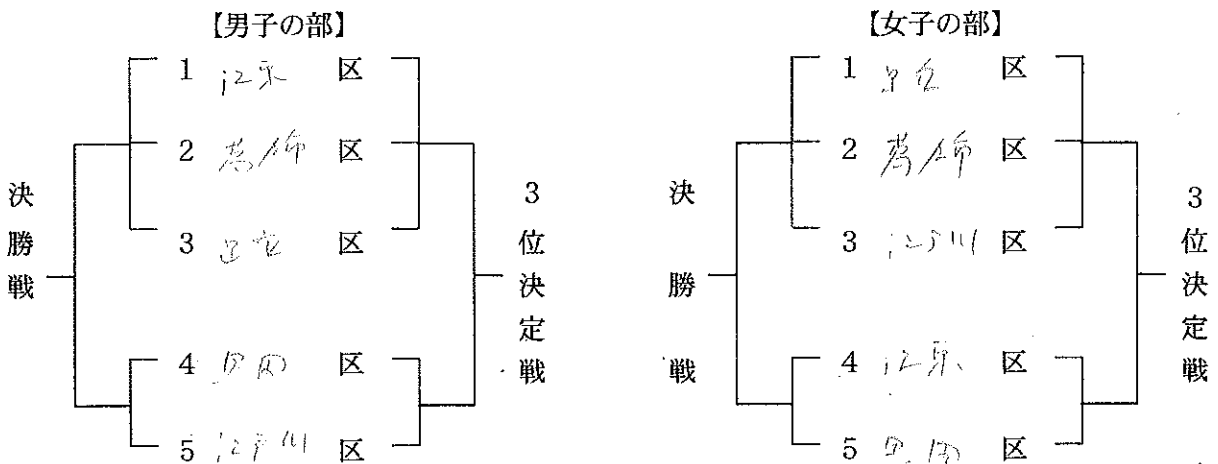 【男子の部】
1 江東 区
2 葛飾 区
3 足立 区
4 墨田 区
5 江戸川 区
決勝戦
3位決定戦
【女子の部】
1 足立 区
2 葛飾 区
3 江戸川 区
4 江東 区
5 墨田 区
決勝戦
3位決定戦